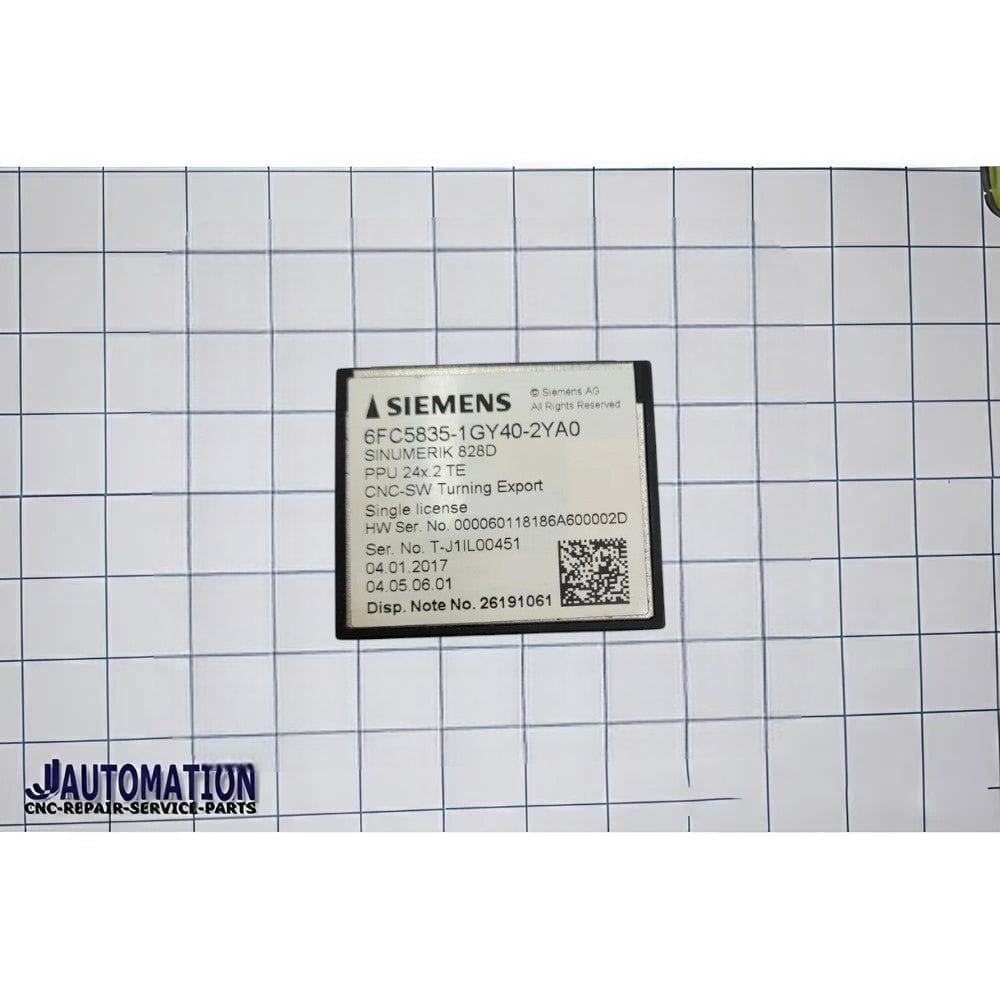 SIEMENS
© Siemens AG
All Rights Reserved
6FC5835-1GY40-2YA0
SINUMERIK 828D
PPU 24x.2 TE
CNC-SW Turning Export
Single license
HW Ser. No. 000060118186A600002D
Ser. No. T-J1IL00451
04.01.2017
04.05.06.01
Disp. Note No. 26191061
JJAUTOMATION
CNC-REPAIR-SERVICE-PARTS